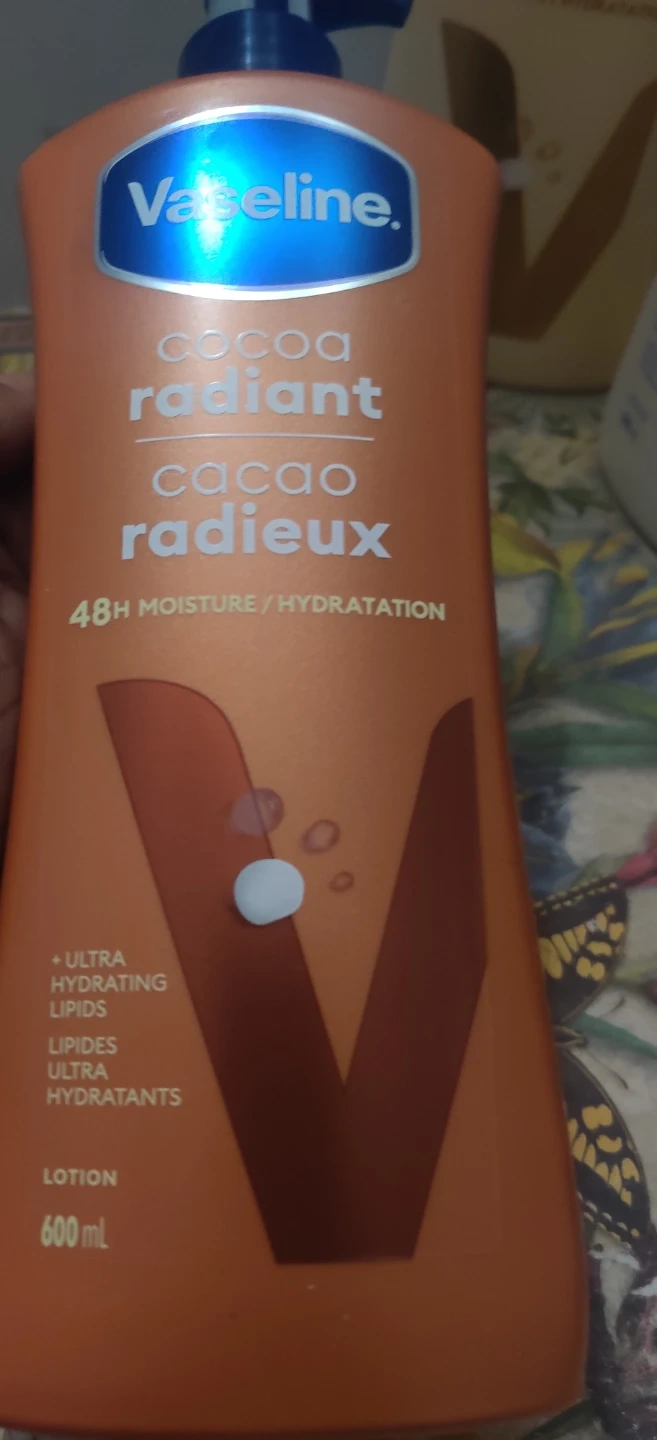 Vaseline.
cocoa
radiant
cacao
radieux
48H MOISTURE / HYDRATATION
+ ULTRA
HYDRATING
LIPIDS
LIPIDES
ULTRA
HYDRATANTS
LOTION
600 mL